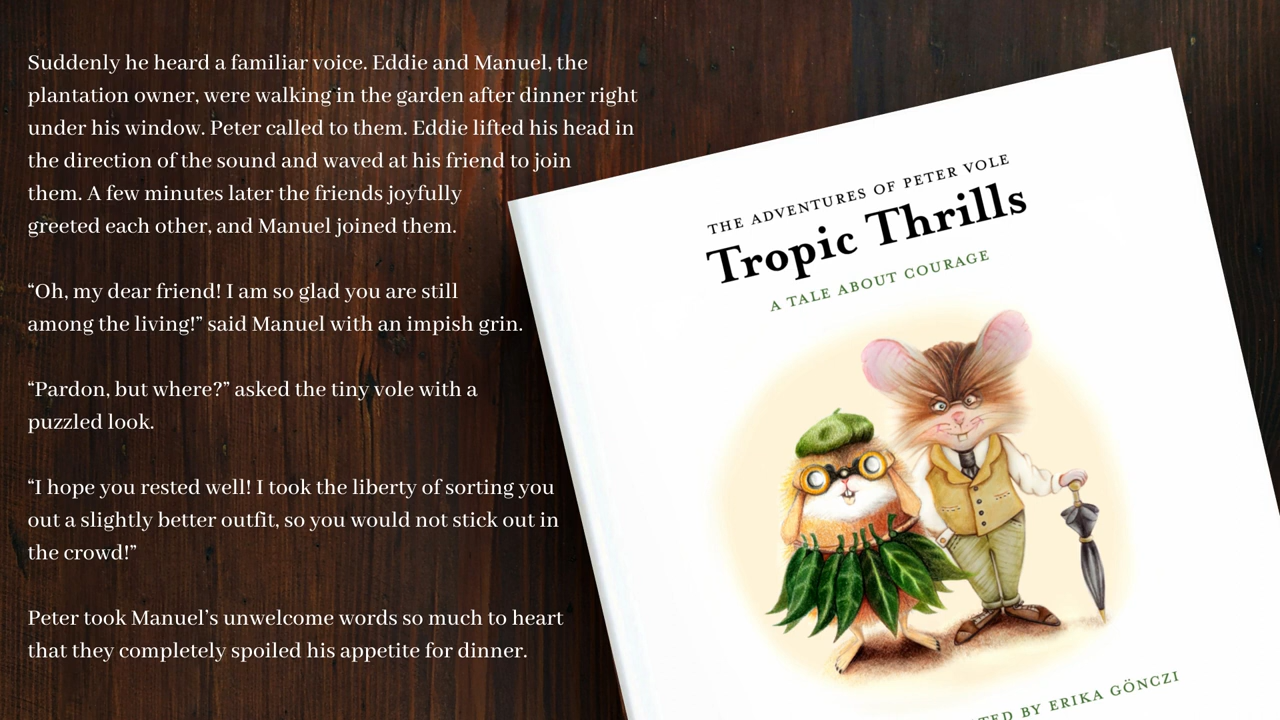 Suddenly he heard a familiar voice. Eddie and Manuel, the
plantation owner, were walking in the garden after dinner right
under his window. Peter called to them. Eddie lifted his head in
the direction of the sound and waved at his friend to join
them. A few minutes later the friends joyfully
greeted each other, and Manuel joined them.
“Oh, my dear friend! I am so glad you are still
among the living!” said Manuel with an impish grin.
“Pardon, but where?” asked the tiny vole with a
puzzled look.
“I hope you rested well! I took the liberty of sorting you
out a slightly better outfit, so you would not stick out in
the crowd!”
Peter took Manuel’s unwelcome words so much to heart
that they completely spoiled his appetite for dinner.
THE ADVENTURES OF PETER VOLE
Tropic Thrills
A TALE ABOUT COURAGE
BY ERIKA GÖNCZI